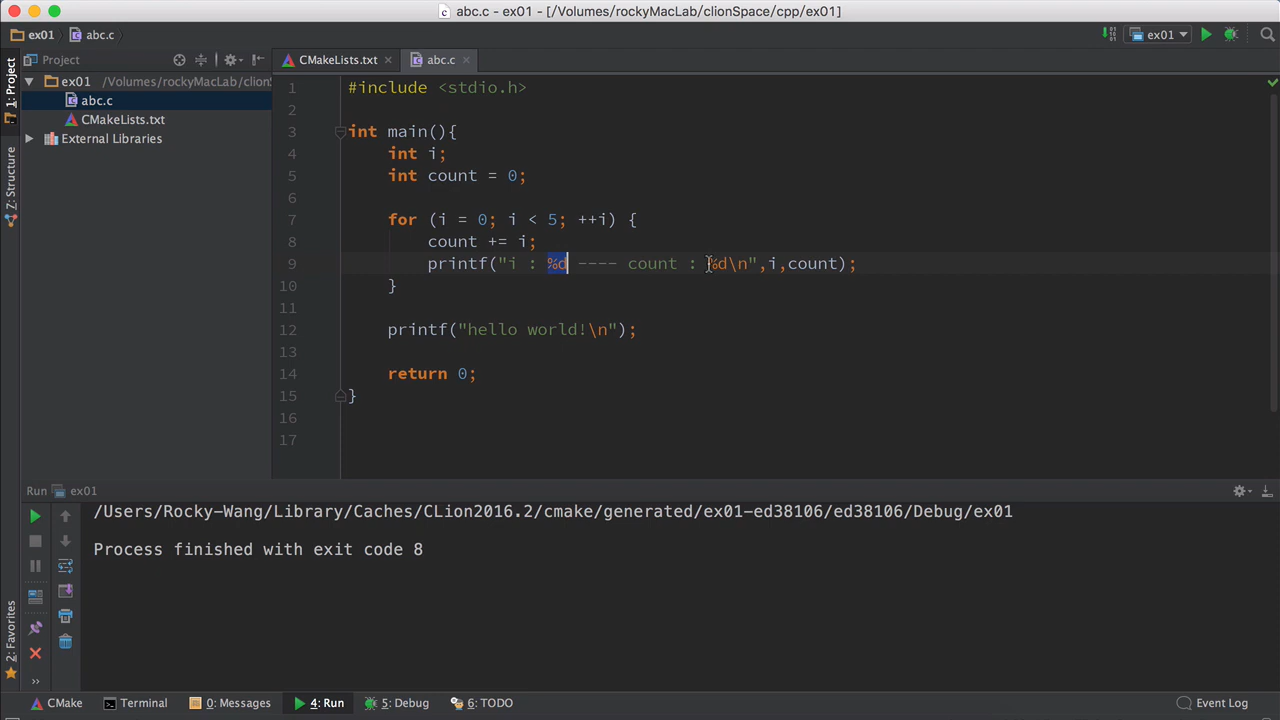 abc.c - ex01 - [/Volumes/rockyMacLab/clionSpace/cpp/ex01]
ex01 abc.c ex01
1: Project
Project
CMakeLists.txt abc.c
ex01 /Volumes/rockyMacLab/clionS
abc.c
CMakeLists.txt
External Libraries
7: Structure
2: Favorites
1 #include <stdio.h>
2
3 int main(){
4 int i;
5 int count = 0;
6
7 for (i = 0; i < 5; ++i) {
8 count += i;
9 printf("i : %d ---- count : %d\n",i,count);
10 }
11
12 printf("hello world!\n");
13
14 return 0;
15 }
16
17
Run ex01
/Users/Rocky-Wang/Library/Caches/CLion2016.2/cmake/generated/ex01-ed38106/ed38106/Debug/ex01
Process finished with exit code 8
CMake Terminal 0: Messages 4: Run 5: Debug 6: TODO Event Log